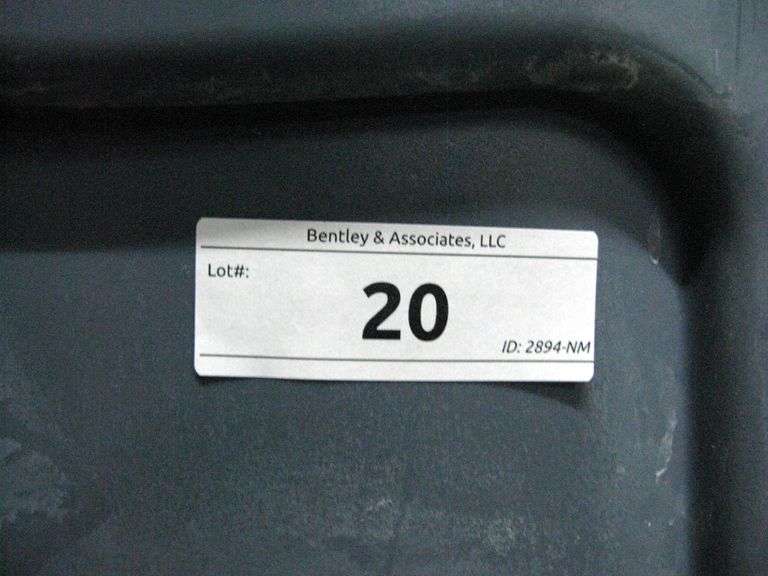 Bentley & Associates, LLC
Lot#:
20
ID: 2894-NM